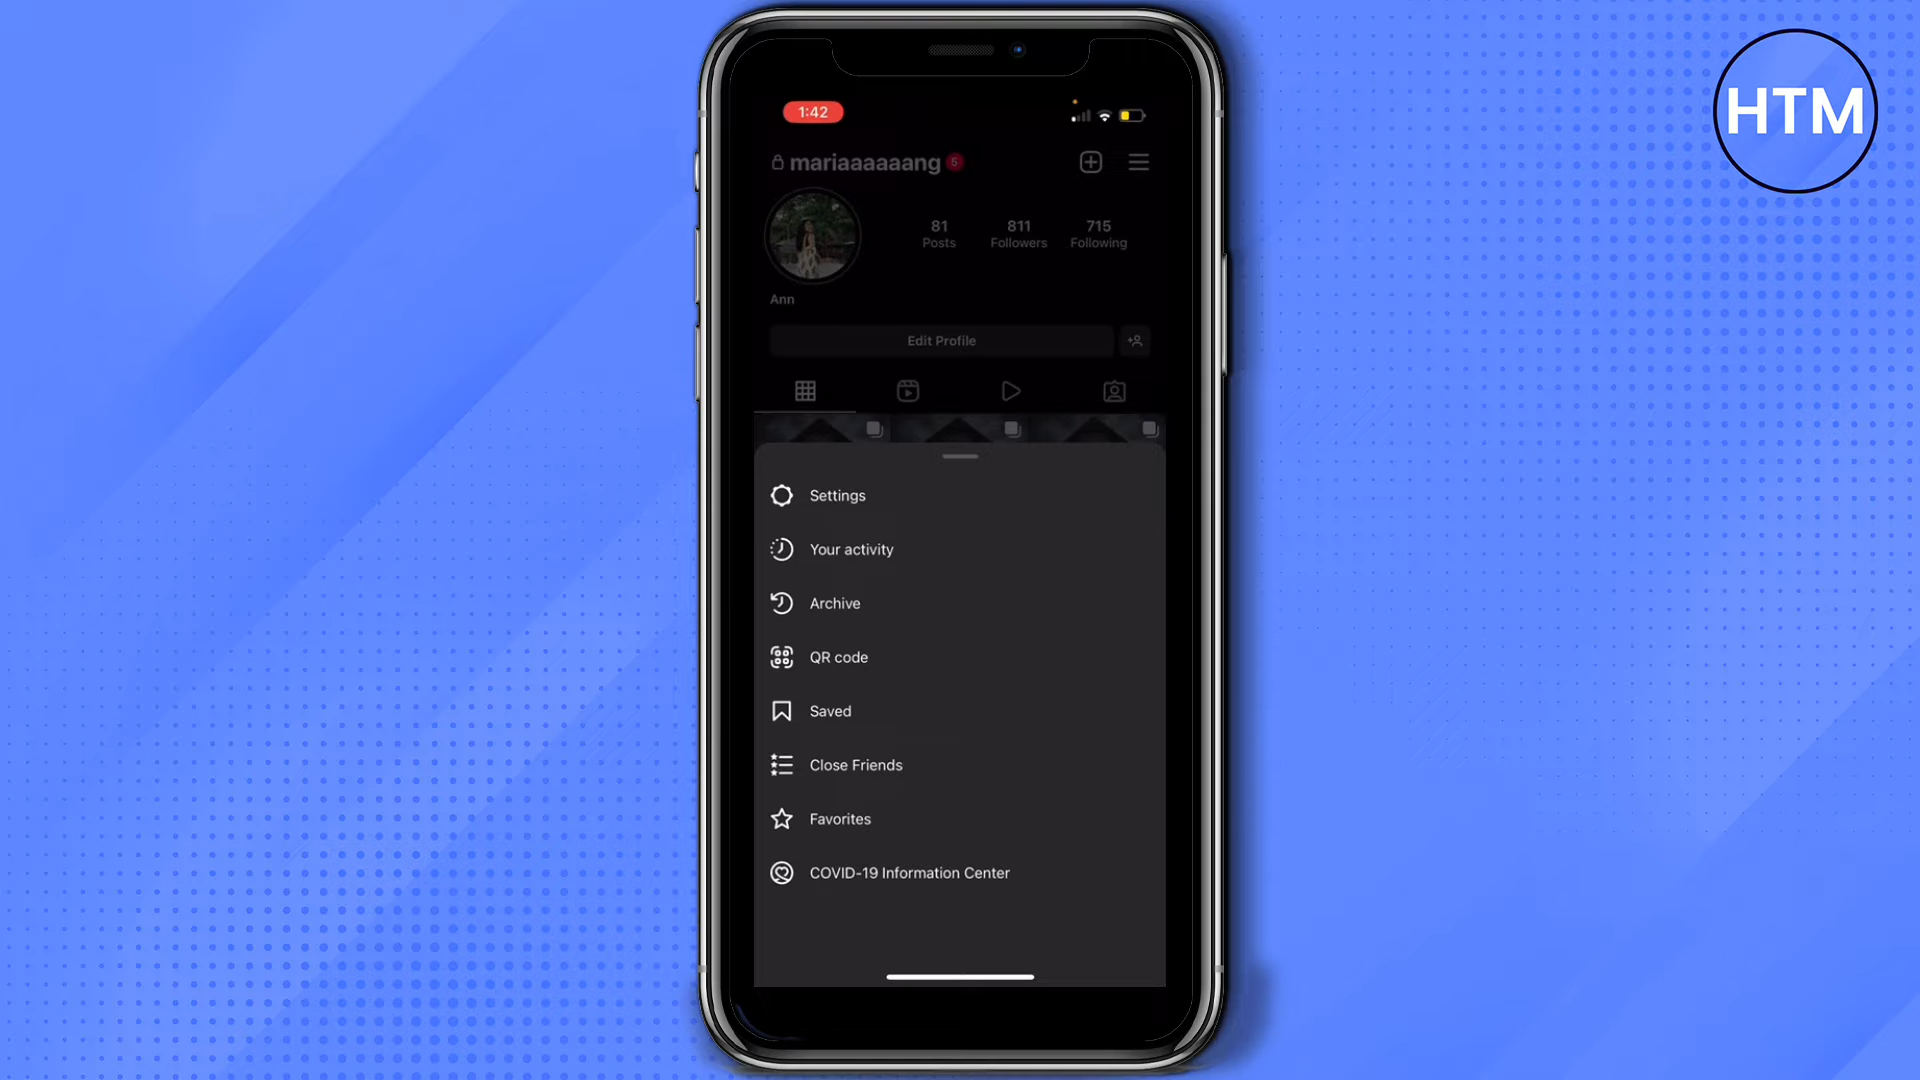 HTM
1:42
mariaaaaaang 5
81 811 715
Posts Followers Following
Ann
Edit Profile
Settings
Your activity
Archive
QR code
Saved
Close Friends
Favorites
COVID-19 Information Center